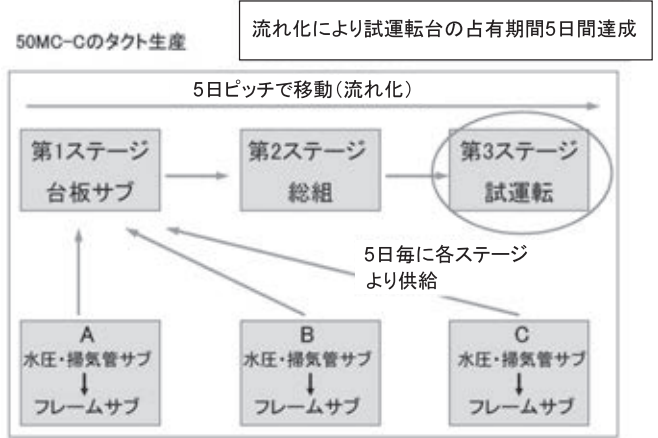 流れ化により試運転台の占有期間5日間達成
50MC-Cのタクト生産
5日ピッチで移動(流れ化)
第1ステージ
台板サブ
第2ステージ
総組
第3ステージ
試運転
5日毎に各ステージ
より供給
A
水圧・掃気管サブ
フレームサブ
B
水圧・掃気管サブ
フレームサブ
C
水圧・掃気管サブ
フレームサブ